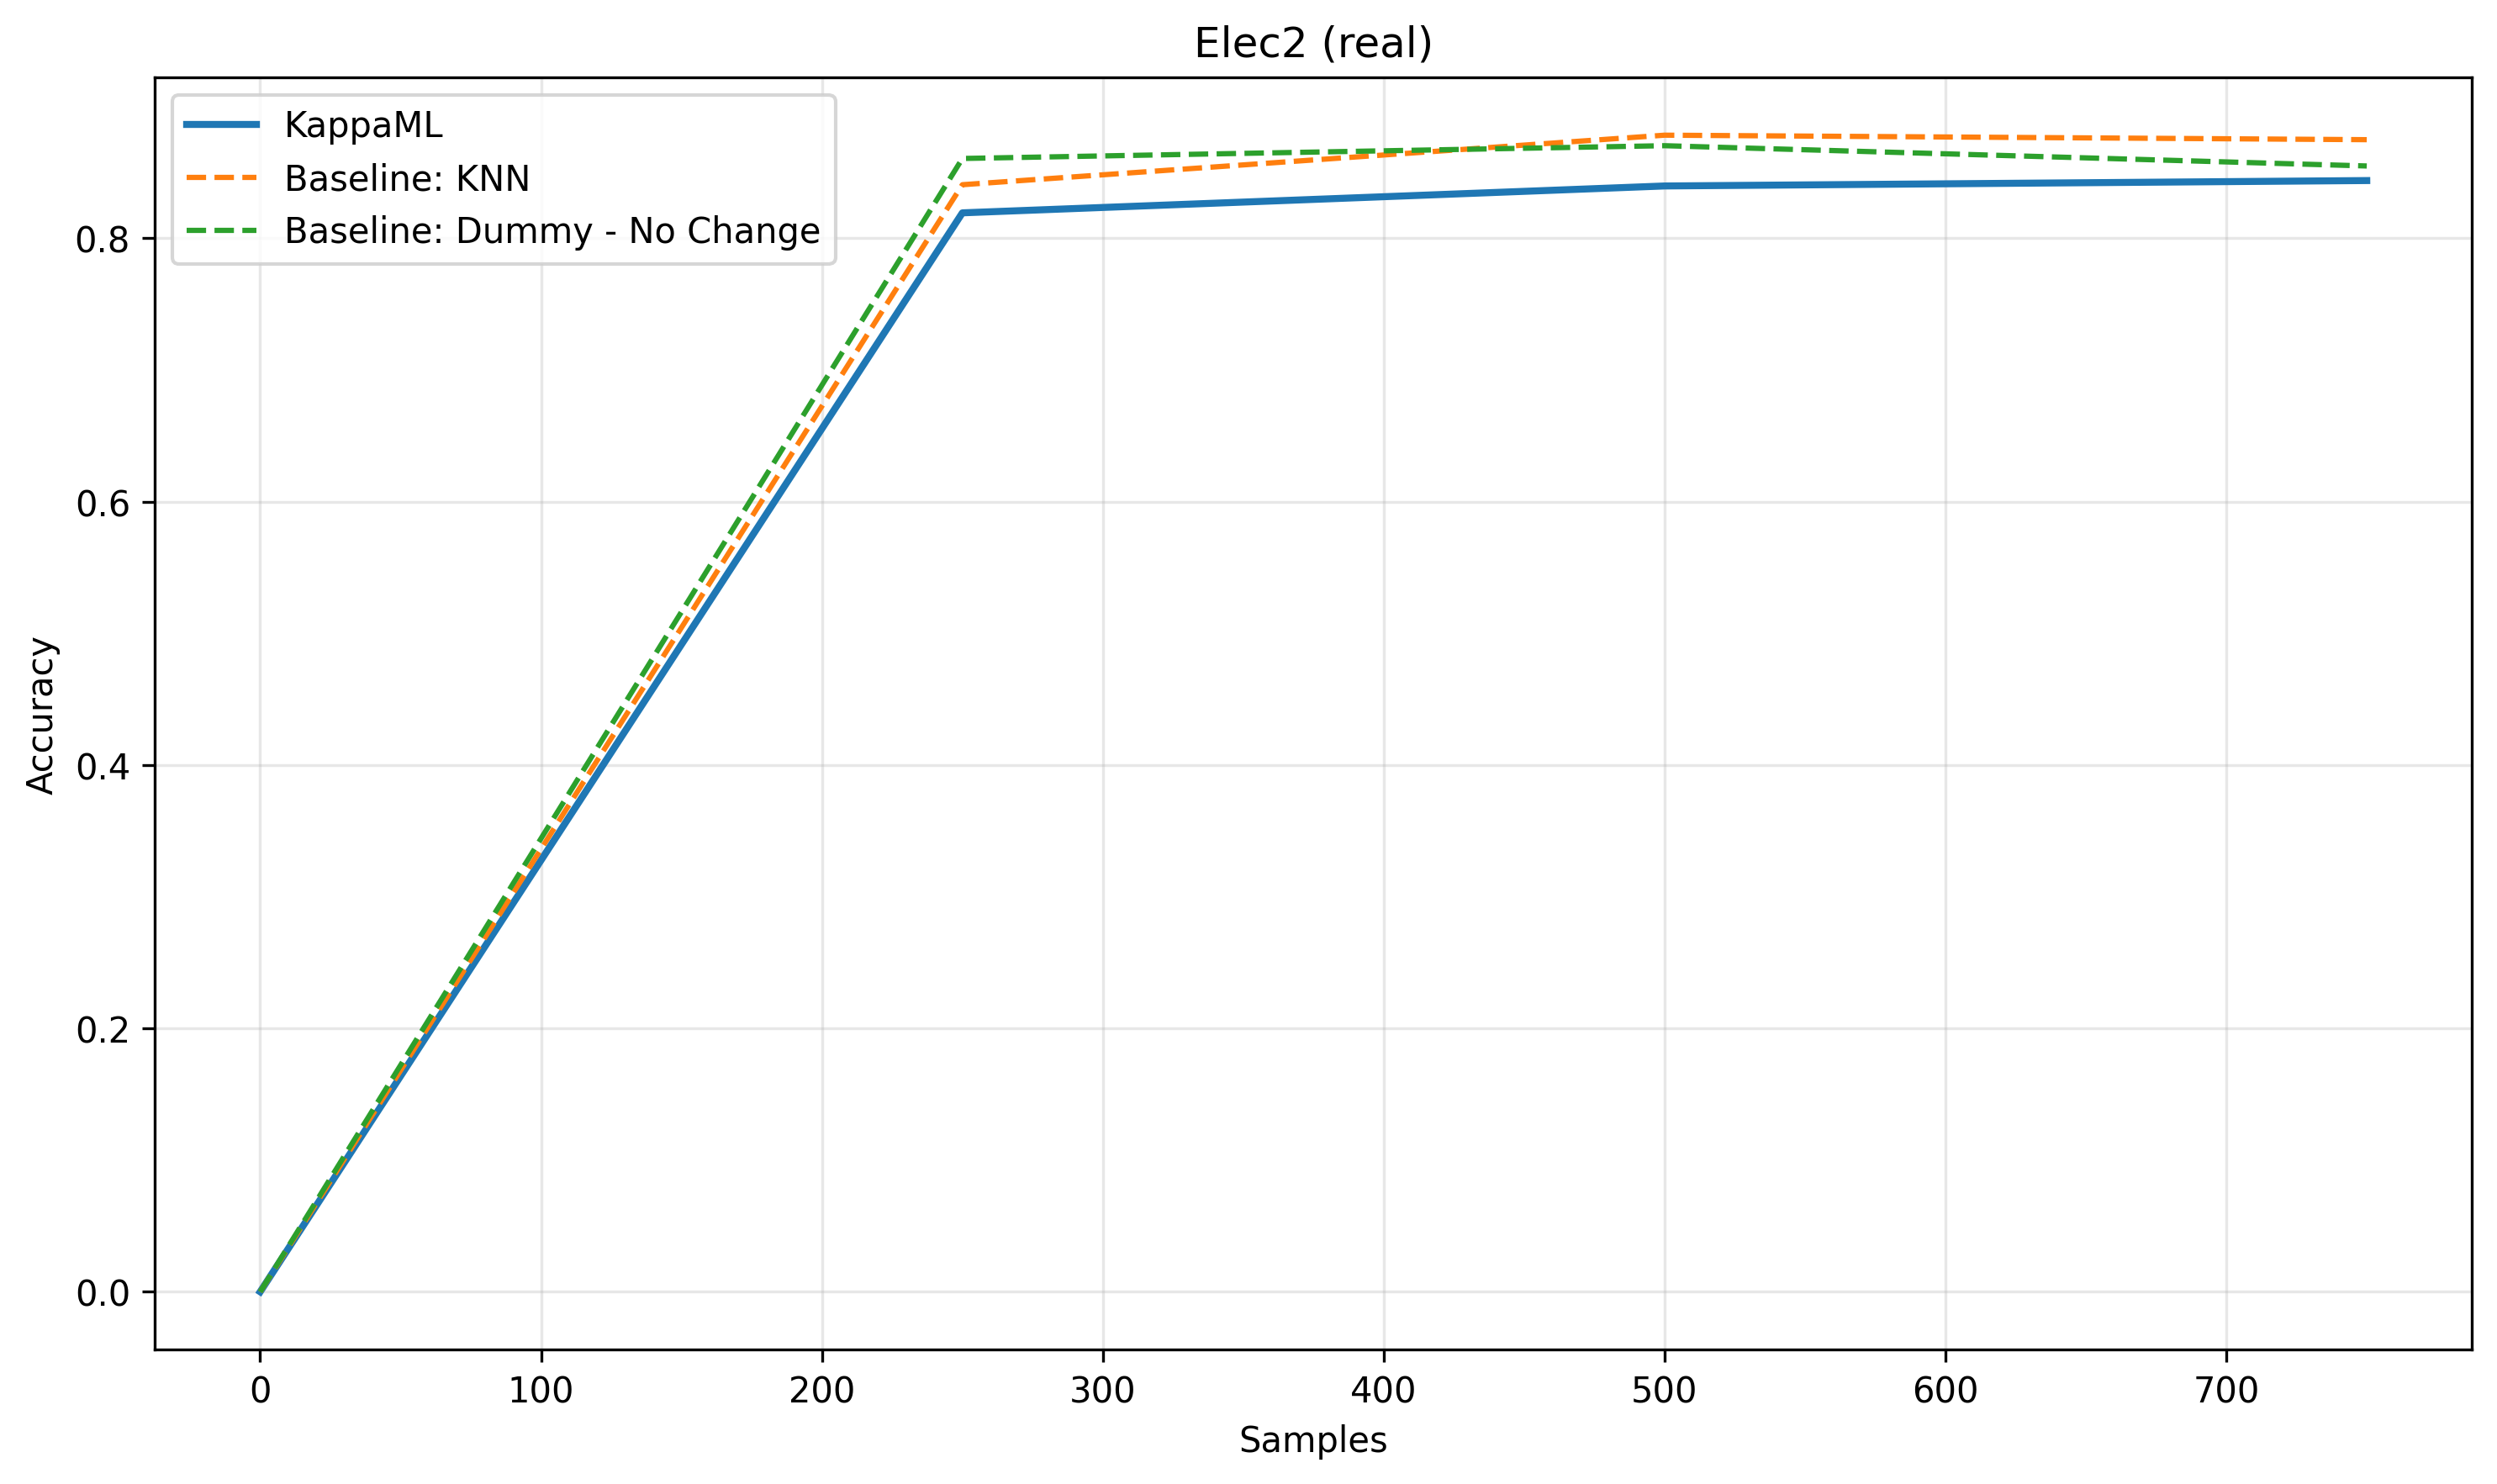 Elec2 (real)
KappaML
Baseline: KNN
Baseline: Dummy - No Change
Accuracy
0.8
0.6
0.4
0.2
0.0
0 100 200 300 400 500 600 700
Samples